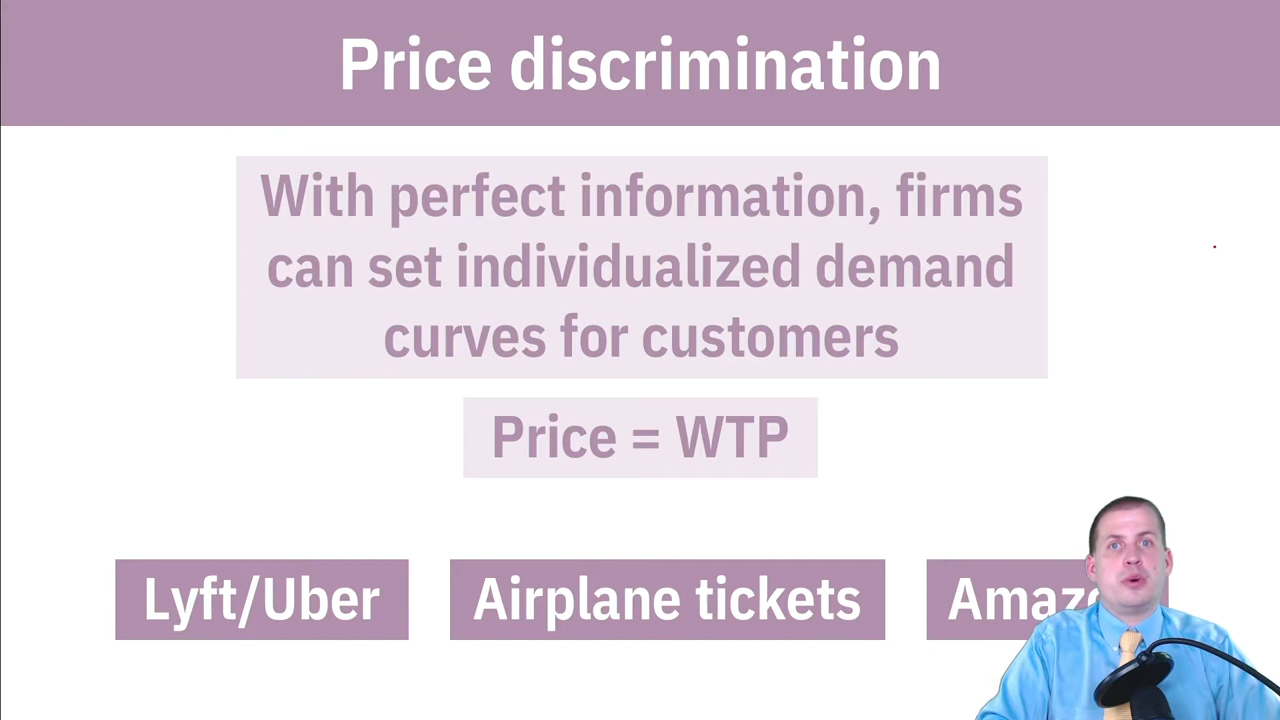 Price discrimination
With perfect information, firms
can set individualized demand
curves for customers
Price = WTP
Lyft/Uber
Airplane tickets